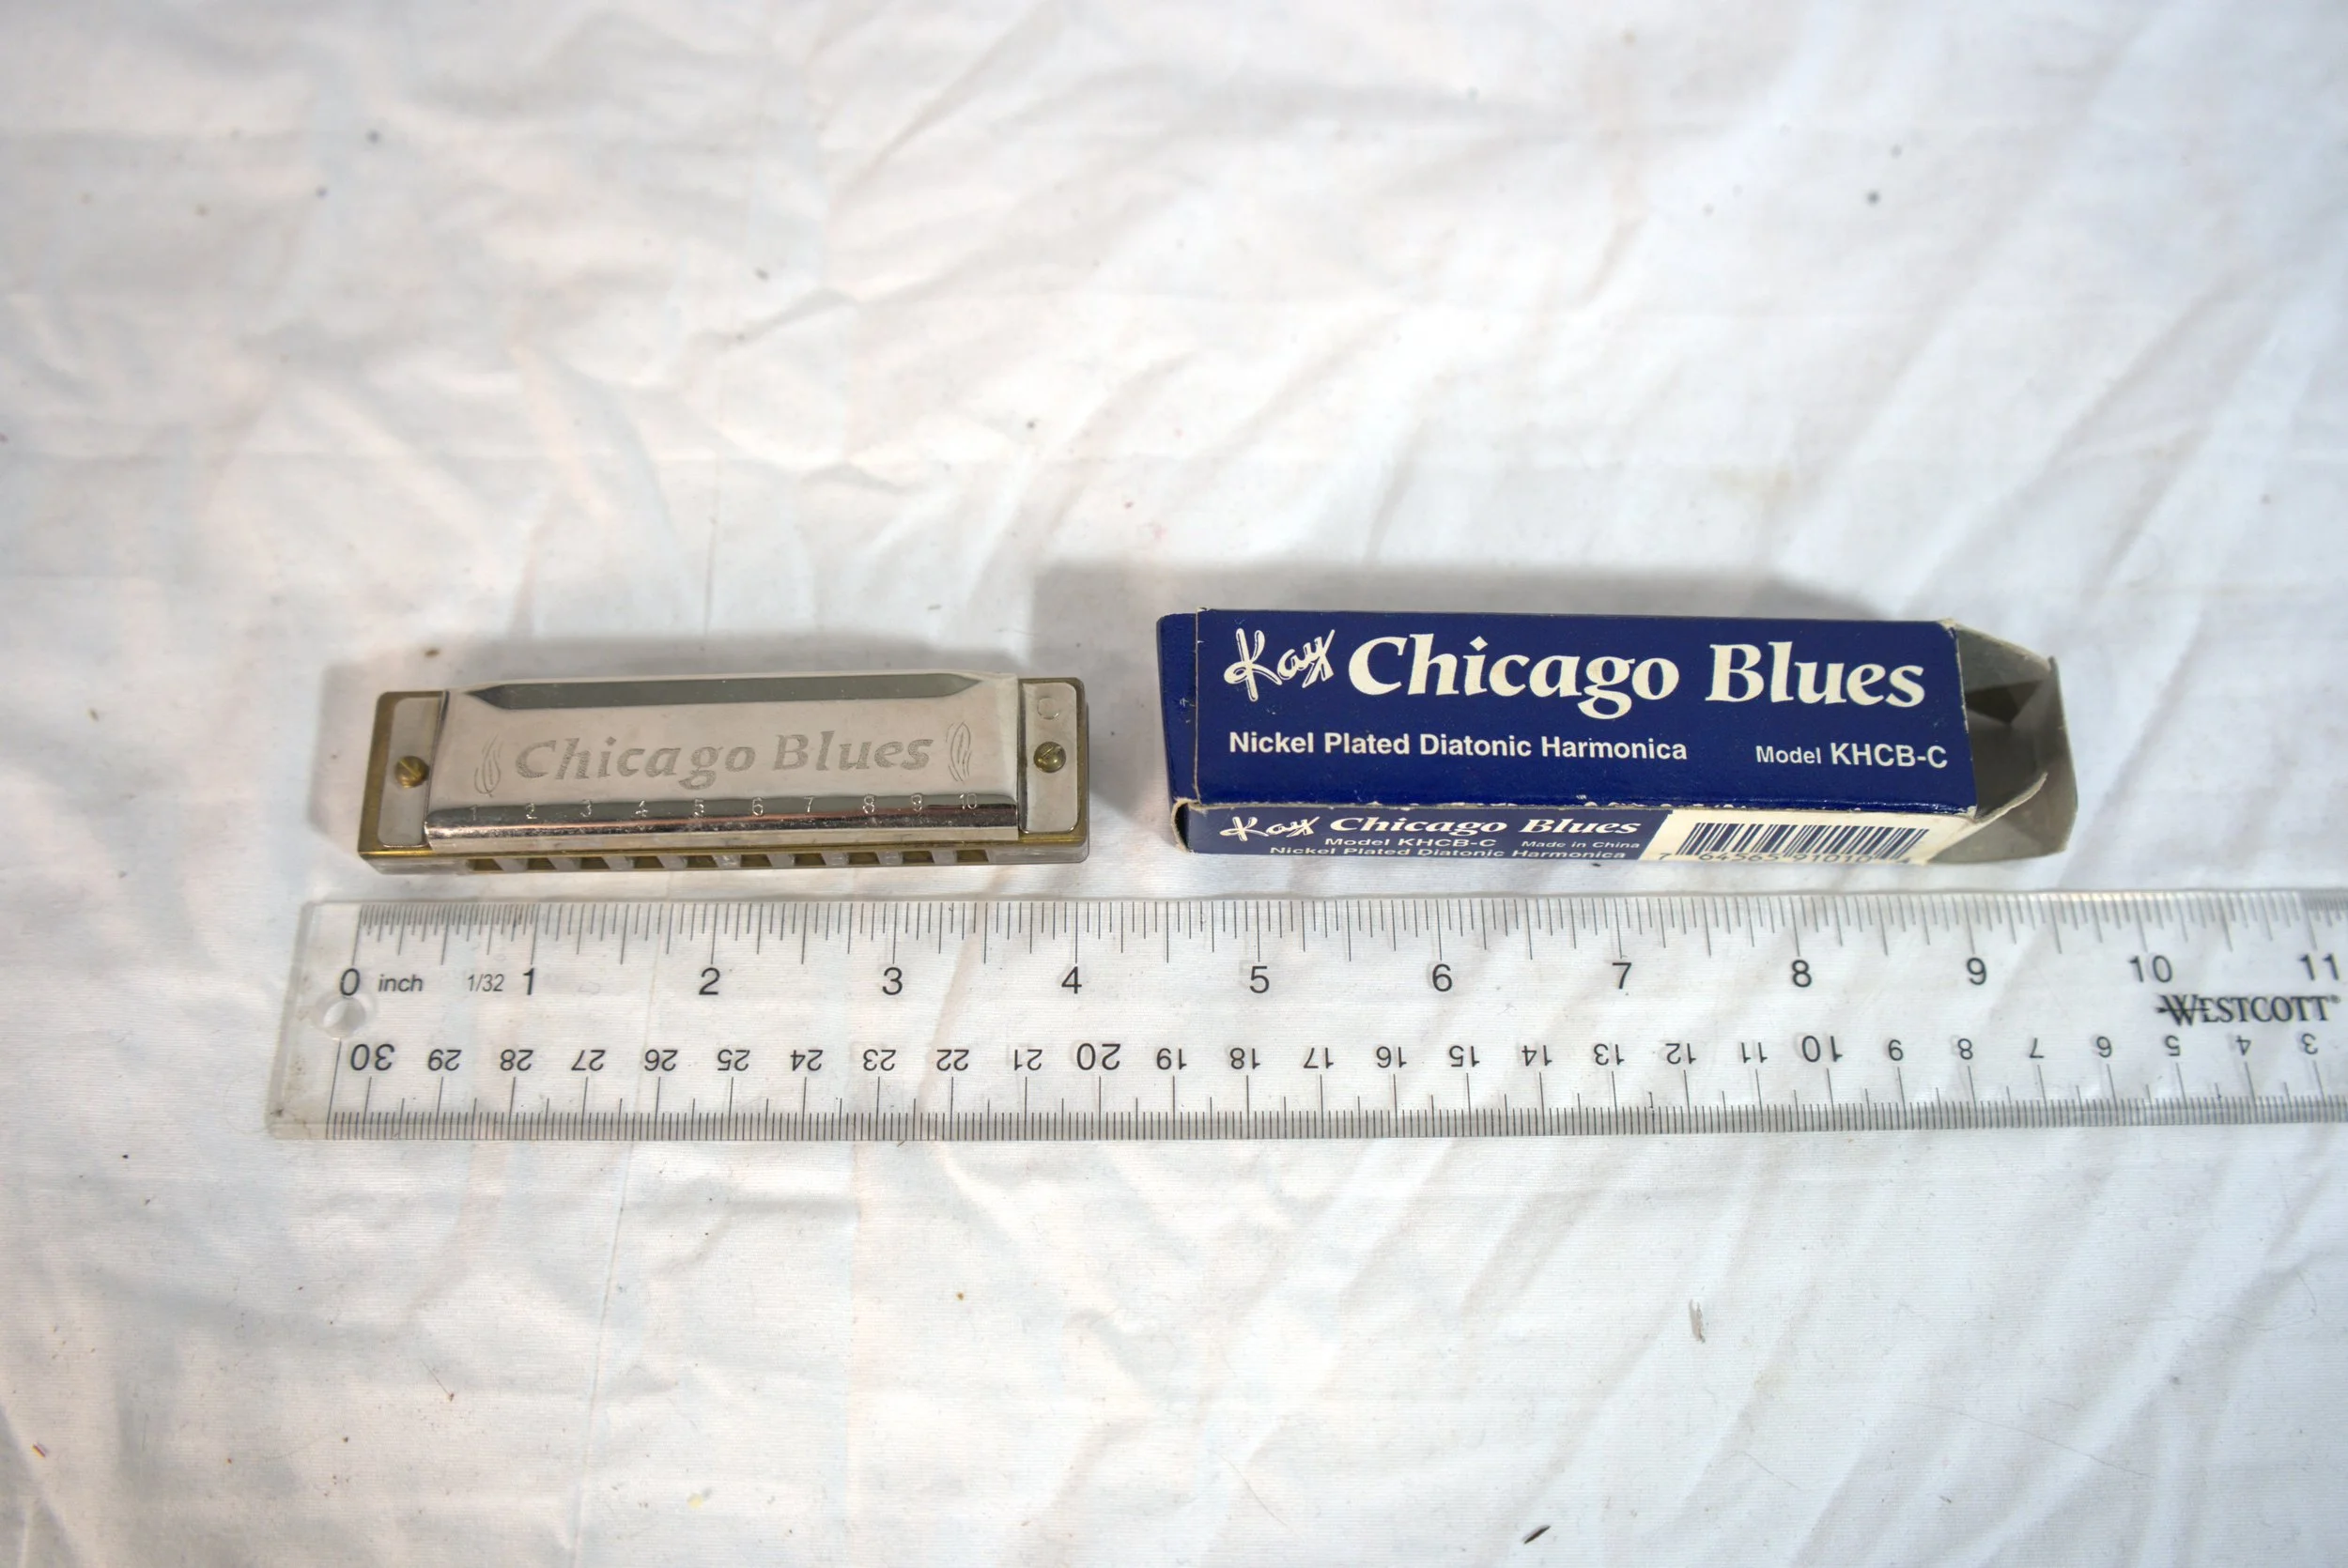 Chicago Blues
C
1 2 3 4 5 6 7 8 9 10
Kay Chicago Blues
Nickel Plated Diatonic Harmonica Model KHCB-C
Kay Chicago Blues
Model KHCB-C Made in China
Nickel Plated Diatonic Harmonica
7 64565 91010 4
0 inch 1/32 1 2 3 4 5 6 7 8 9 10 11
WESTCOTT®
30 29 28 27 26 25 24 23 22 21 20 19 18 17 16 15 14 13 12 11 10 9 8 7 6 5 4 3